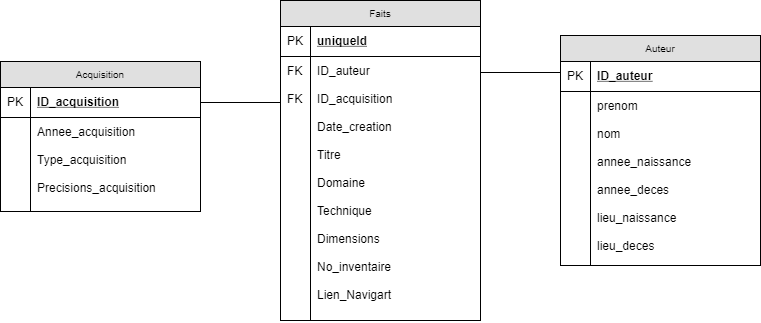 Acquisition
PK ID_acquisition
Annee_acquisition
Type_acquisition
Precisions_acquisition
Faits
PK uniqueId
FK ID_auteur
FK ID_acquisition
Date_creation
Titre
Domaine
Technique
Dimensions
No_inventaire
Lien_Navigart
Auteur
PK ID_auteur
prenom
nom
annee_naissance
annee_deces
lieu_naissance
lieu_deces